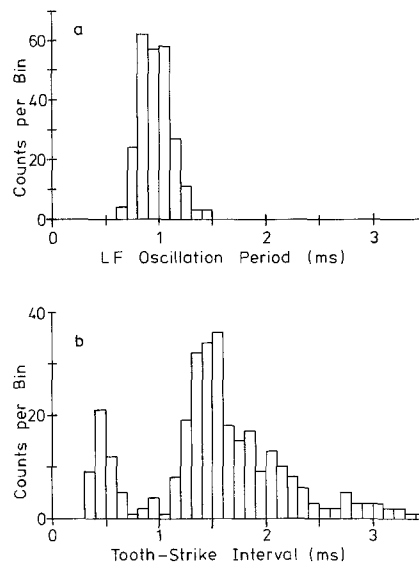 a
60
40
20
0
Counts per Bin
0 1 2 3
LF Oscillation Period (ms)
b
40
20
0
Counts per Bin
0 1 2 3
Tooth-Strike Interval (ms)